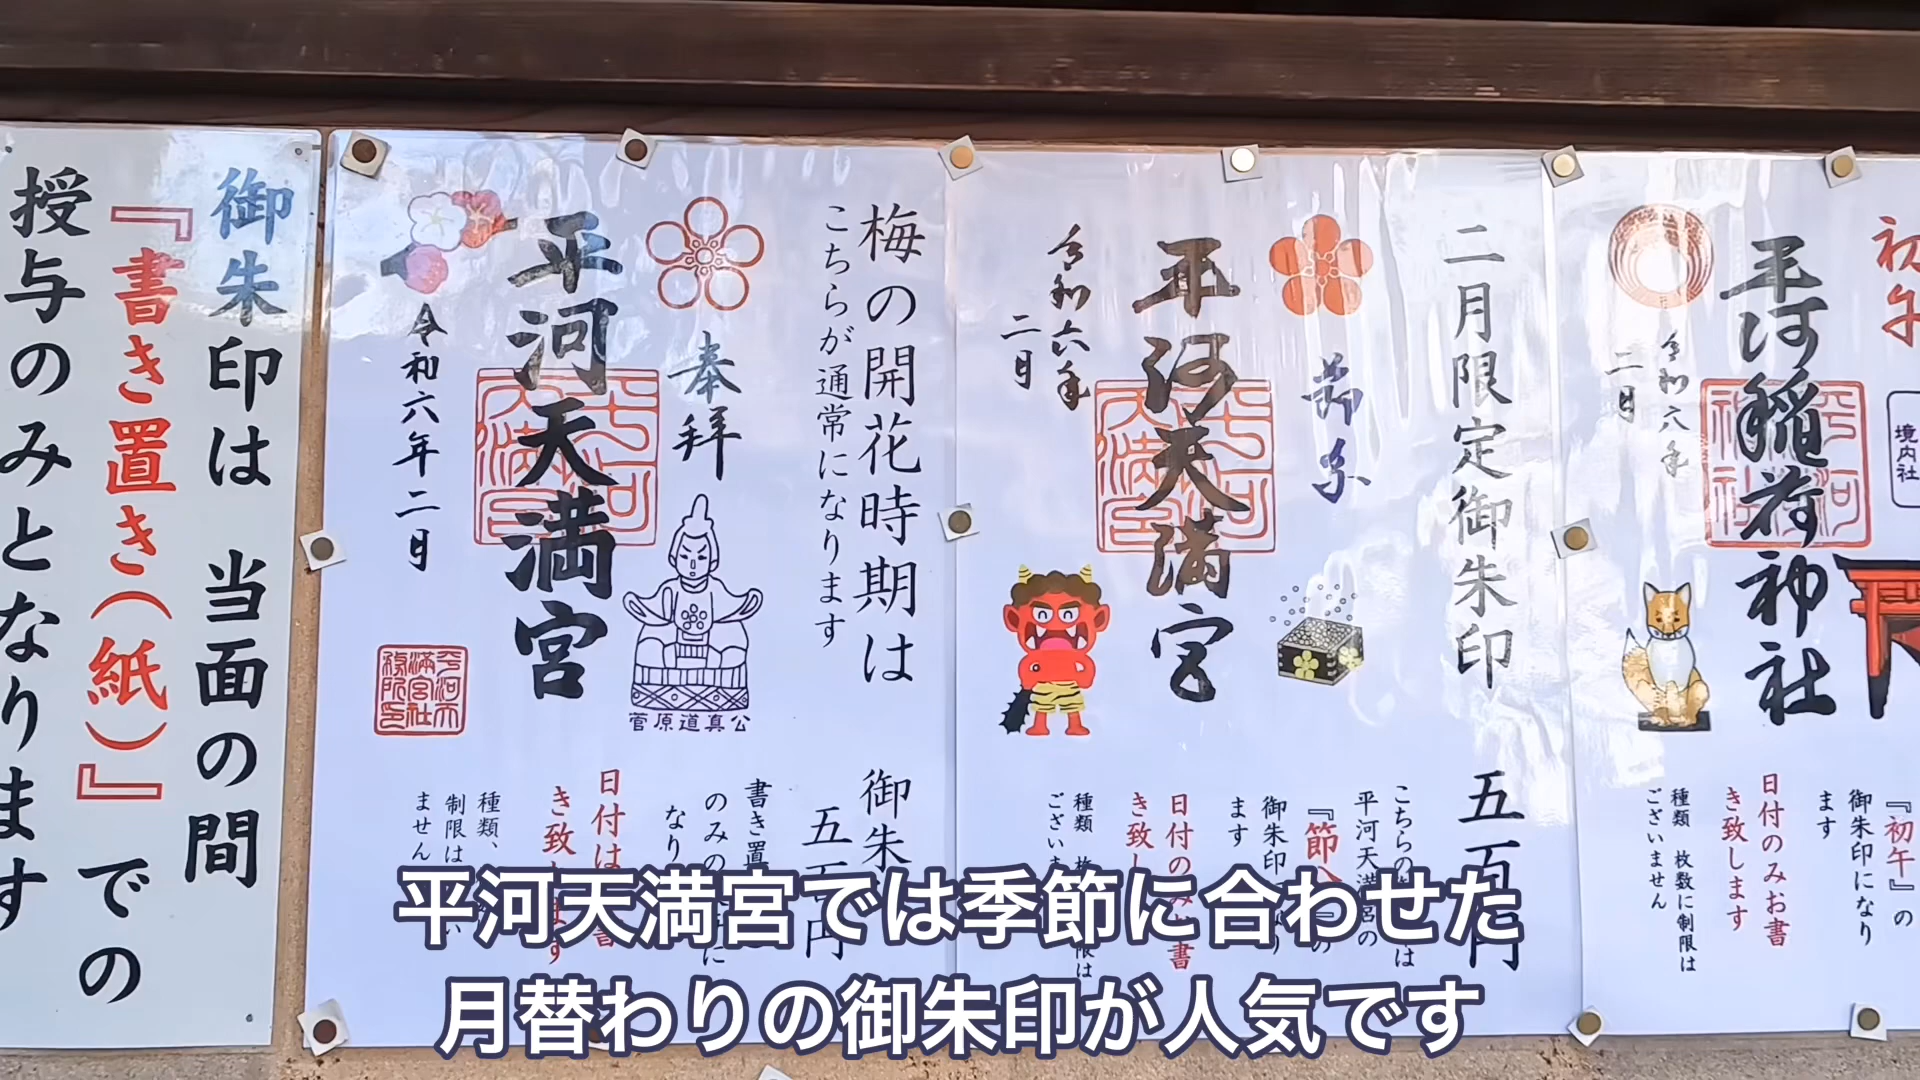 御朱印は 当面の間
『書き置き(紙)』での
授与のみとなります
梅の開花時期は
こちらが通常になります
奉拝
平河天満宮
令和六年二月
菅原道真公
書き置
のみの
なり
日付は
き致
種類、
制限は
ません
二月限定御朱印
五百円
節分
平河天満宮
令和六年
二月
こちらの
平河天満宮の
『節分』の
御朱印
ます
日付のみお書
き致し
種類
ござい
初午
境内社
平河稲荷神社
令和六年
二月
『初午』の
御朱印になり
ます
日付のみお書
き致します
種類 枚数に制限は
ございません
平河天満宮では季節に合わせた
月替わりの御朱印が人気です